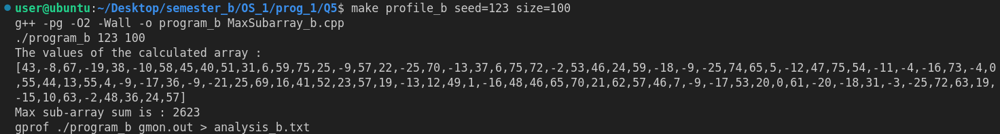 user@ubuntu:~/Desktop/semester_b/OS_1/prog_1/Q5$ make profile_b seed=123 size=100
g++ -pg -O2 -Wall -o program_b MaxSubarray_b.cpp
./program_b 123 100
The values of the calculated array :
[43,-8,67,-19,38,-10,58,45,40,51,31,6,59,75,25,-9,57,22,-25,70,-13,37,6,75,72,-2,53,46,24,59,-18,-9,-25,74,65,5,-12,47,75,54,-11,-4,-16,73,-4,0
,55,44,13,55,4,-9,-17,36,-9,-21,25,69,16,41,52,23,57,19,-13,12,49,1,-16,48,46,65,70,21,62,57,46,7,-9,-17,53,20,0,61,-20,-18,31,-3,-25,72,63,19,
-15,10,63,-2,48,36,24,57]
Max sub-array sum is : 2623
gprof ./program_b gmon.out > analysis_b.txt